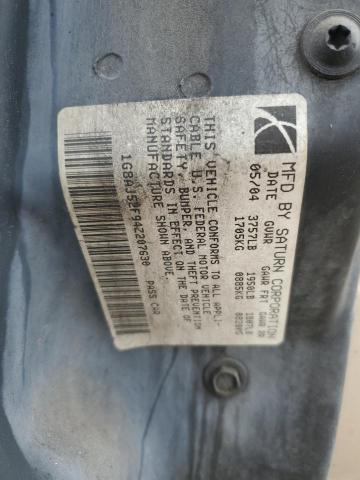 MFD BY SATURN CORPORATION
DATE GVWR GAWR FRT GAWR RR
05/04 3757LB 1950LB 1807LB
1705KG 0885KG 0820KG
THIS VEHICLE CONFORMS TO ALL APPLI-
CABLE U.S. FEDERAL MOTOR VEHICLE
SAFETY, BUMPER, AND THEFT PREVENTION
STANDARDS IN EFFECT ON THE DATE OF
MANUFACTURE SHOWN ABOVE.
1G8AJ52F94Z207630 PASS CAR